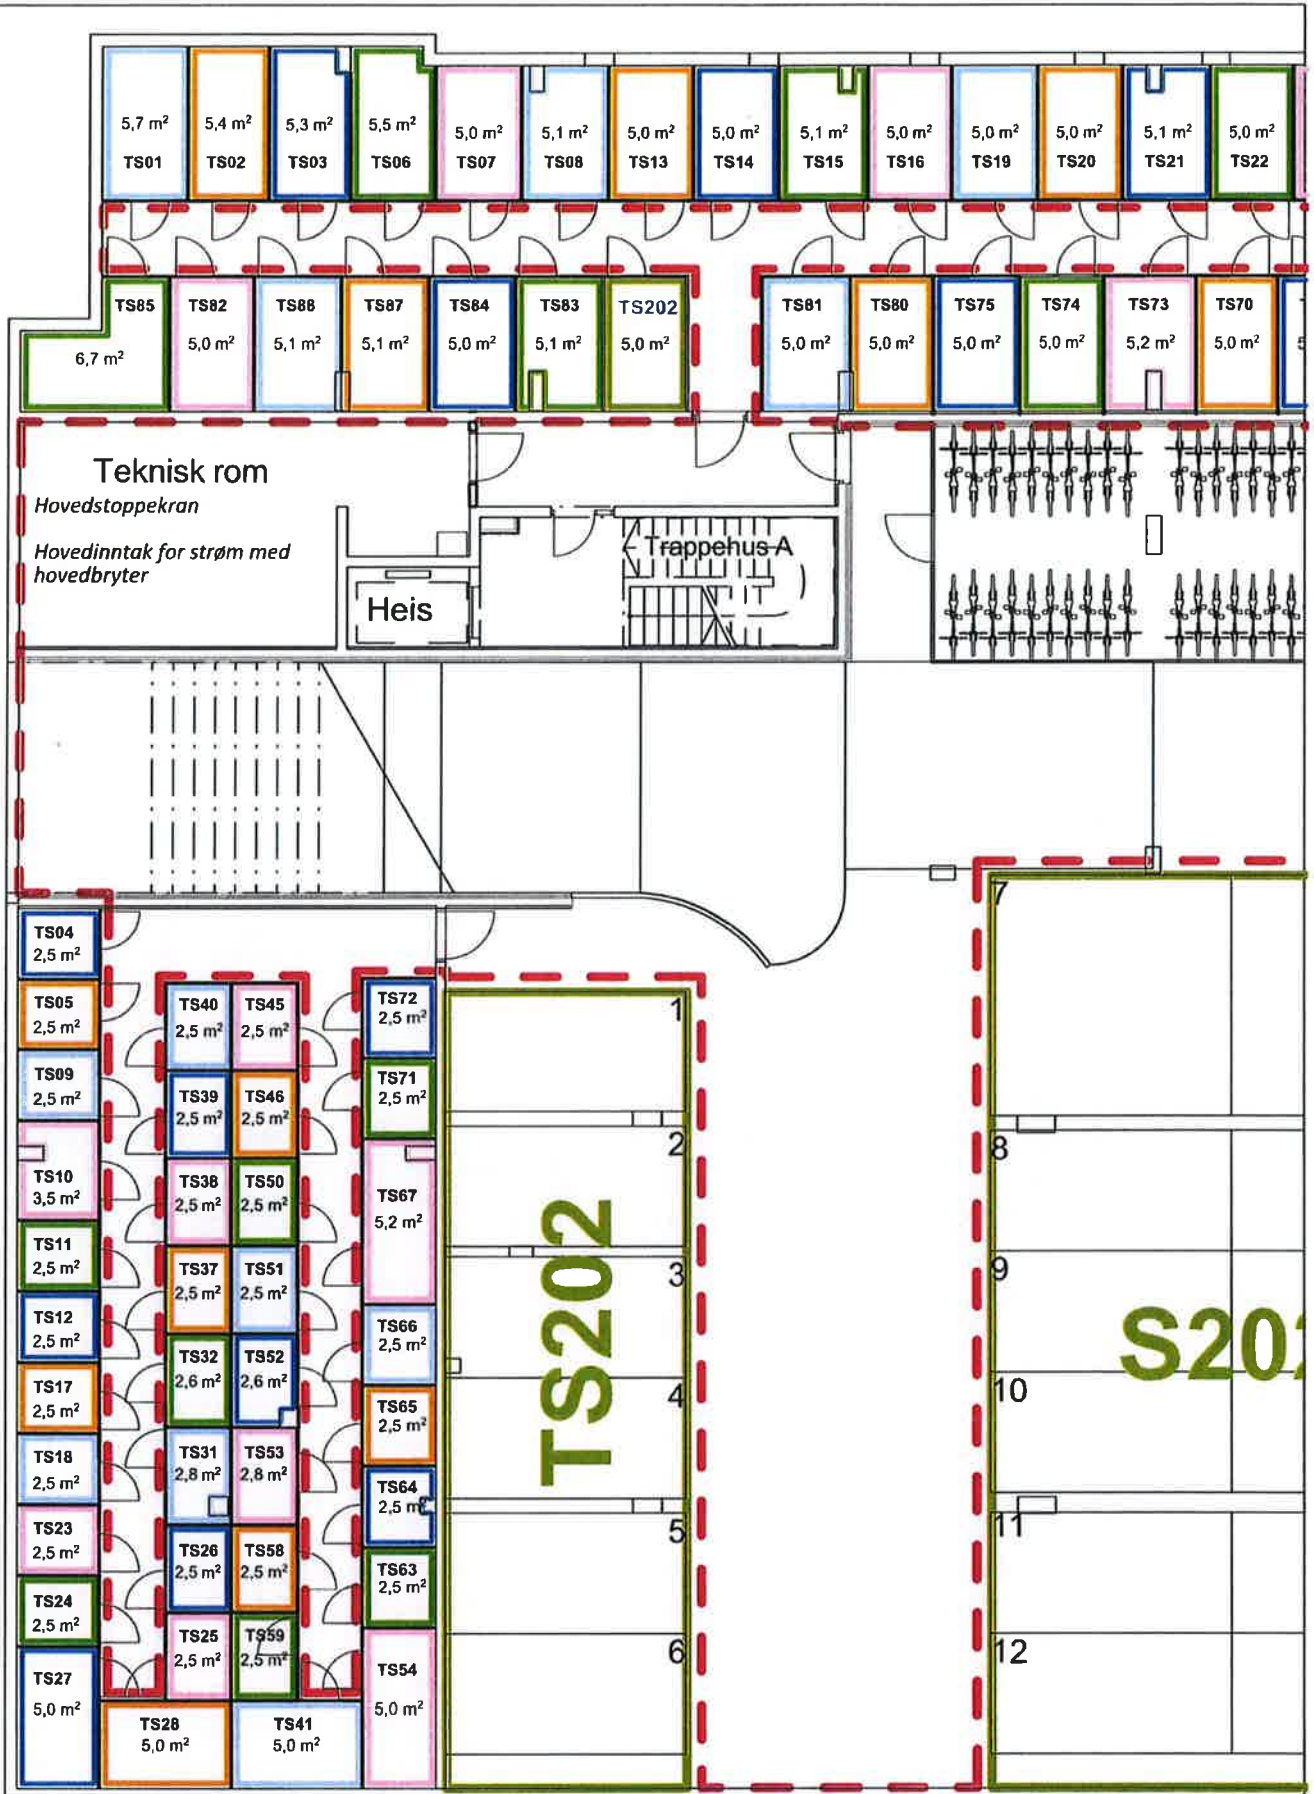 5,7 m²
TS01
5,4 m²
TS02
5,3 m²
TS03
5,5 m²
TS06
5,0 m²
TS07
5,1 m²
TS08
5,0 m²
TS13
5,0 m²
TS14
5,1 m²
TS15
5,0 m²
TS16
5,0 m²
TS19
5,0 m²
TS20
5,1 m²
TS21
5,0 m²
TS22
TS85
6,7 m²
TS82
5,0 m²
TS88
5,1 m²
TS87
5,1 m²
TS84
5,0 m²
TS83
5,1 m²
TS202
5,0 m²
TS81
5,0 m²
TS80
5,0 m²
TS75
5,0 m²
TS74
5,0 m²
TS73
5,2 m²
TS70
5,0 m²
5
Teknisk rom
Hovedstoppekran
Hovedinntak for strøm med
hovedbryter
Heis
Trappehus A
TS04
2,5 m²
TS05
2,5 m²
TS09
2,5 m²
TS10
3,5 m²
TS11
2,5 m²
TS12
2,5 m²
TS17
2,5 m²
TS18
2,5 m²
TS23
2,5 m²
TS24
2,5 m²
TS27
5,0 m²
TS40
2,5 m²
TS39
2,5 m²
TS38
2,5 m²
TS37
2,5 m²
TS32
2,6 m²
TS31
2,8 m²
TS26
2,5 m²
TS25
2,5 m²
TS28
5,0 m²
TS45
2,5 m²
TS46
2,5 m²
TS50
2,5 m²
TS51
2,5 m²
TS52
2,6 m²
TS53
2,8 m²
TS58
2,5 m²
TS59
2,5 m²
TS41
5,0 m²
TS72
2,5 m²
TS71
2,5 m²
TS67
5,2 m²
TS66
2,5 m²
TS65
2,5 m²
TS64
2,5 m²
TS63
2,5 m²
TS54
5,0 m²
1
2
3
4
5
6
TS202
7
8
9
10
11
12
S202